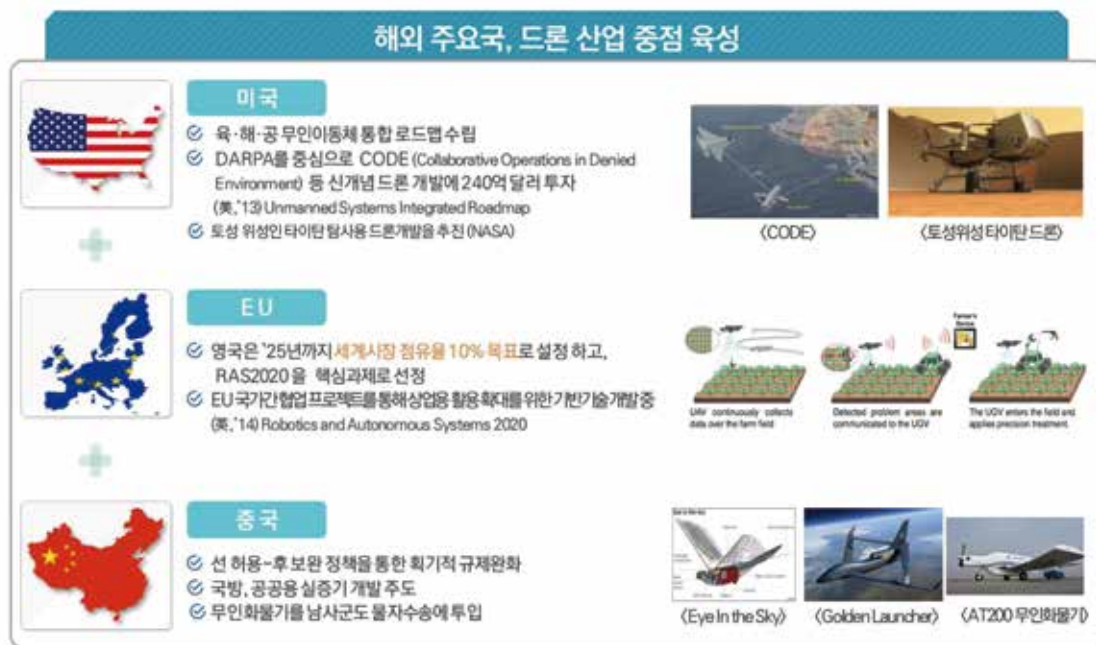 해외 주요국, 드론 산업 중점 육성
미국
육·해·공 무인이동체 통합 로드맵 수립
DARPA를 중심으로 CODE (Collaborative Operations in Denied
Environment) 등 신개념 드론 개발에 240억 달러 투자
(美,'13) Unmanned Systems Integrated Roadmap
토성 위성인 타이탄 탐사용 드론개발을 추진 (NASA)
〈CODE〉
〈토성위성 타이탄 드론〉
EU
영국은 '25년까지 세계시장 점유율 10% 목표로 설정 하고,
RAS2020 을 핵심과제로 선정
EU 국가간 협업 프로젝트를 통해 상업용 활용 확대를 위한 기반기술 개발 중
(英,'14) Robotics and Autonomous Systems 2020
Farmer's
Device
UAV continuously collects
data over the farm field
Detected problem areas are
communicated to the UGV
The UGV enters the field and
applies precision treatment.
중국
선 허용-후 보완 정책을 통한 획기적 규제완화
국방, 공공용 실증기 개발 주도
무인화물기를 남사군도 물자수송에 투입
〈Eye In the Sky〉
〈Golden Launcher〉
〈AT200 무인화물기〉